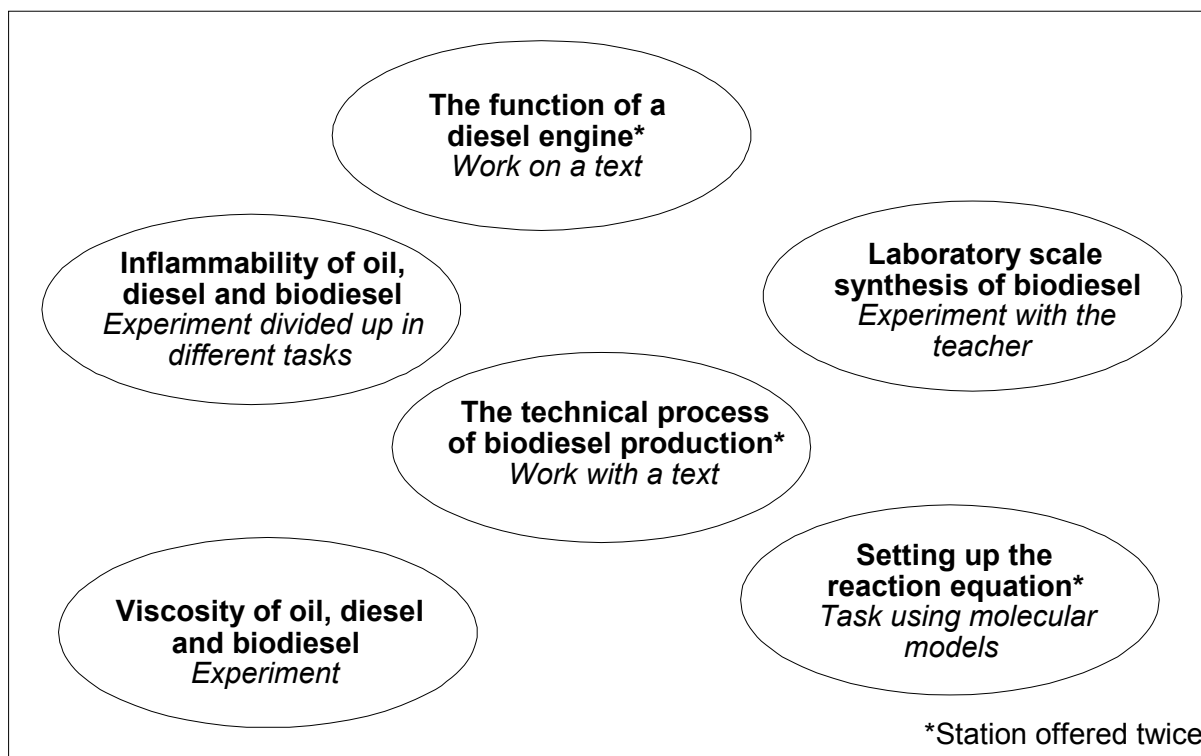 The function of a
diesel engine*
Work on a text
Inflammability of oil,
diesel and biodiesel
Experiment divided up in
different tasks
Laboratory scale
synthesis of biodiesel
Experiment with the
teacher
The technical process
of biodiesel production*
Work with a text
Viscosity of oil, diesel
and biodiesel
Experiment
Setting up the
reaction equation*
Task using molecular
models
*Station offered twice